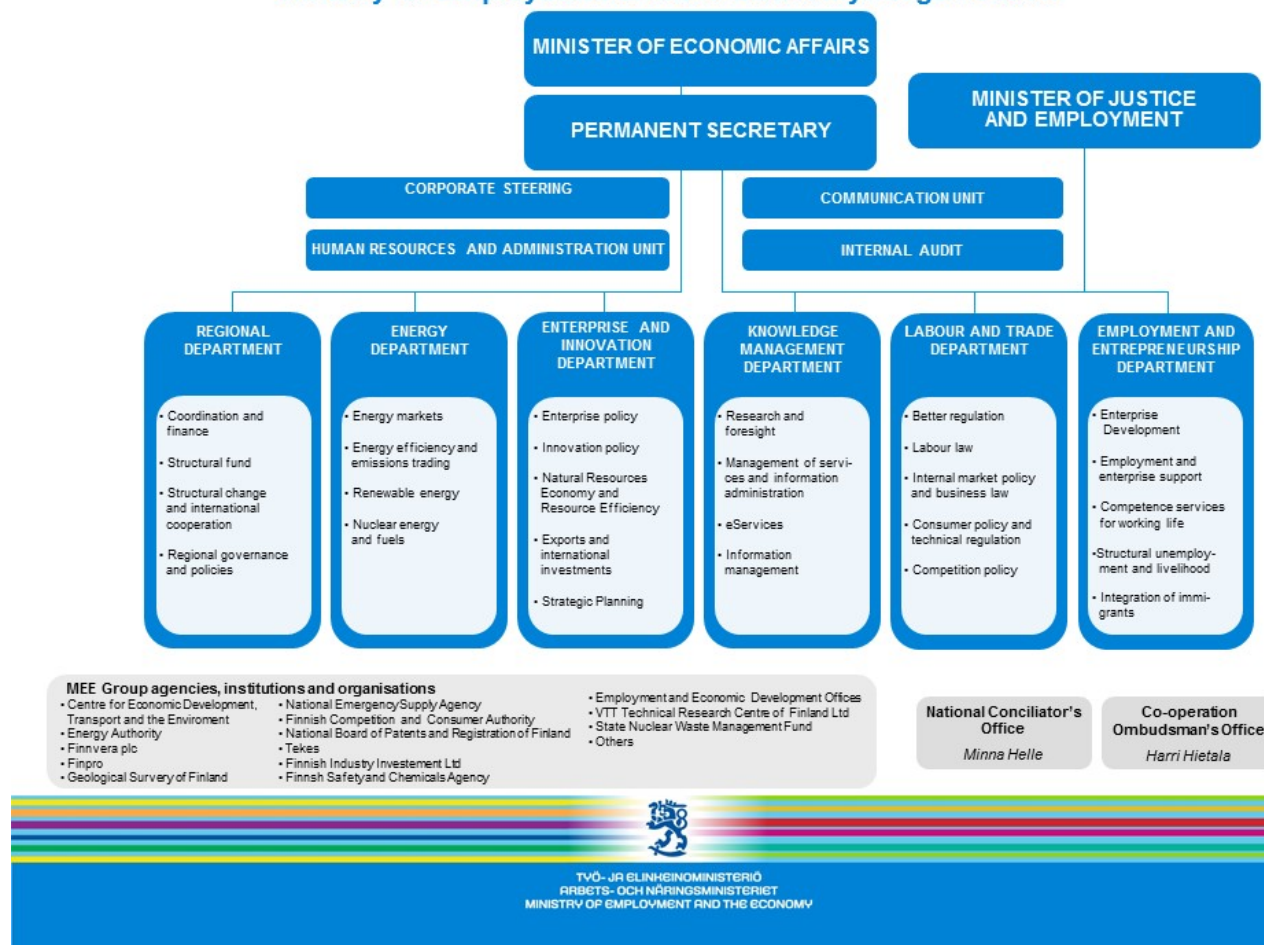 MINISTER OF ECONOMIC AFFAIRS
PERMANENT SECRETARY
MINISTER OF JUSTICE
AND EMPLOYMENT
CORPORATE STEERING
COMMUNICATION UNIT
HUMAN RESOURCES AND ADMINISTRATION UNIT
INTERNAL AUDIT
REGIONAL
DEPARTMENT
• Coordination and
finance
• Structural fund
• Structural change
and international
cooperation
• Regional governance
and policies
ENERGY
DEPARTMENT
• Energy markets
• Energy efficiency and
emissions trading
• Renewable energy
• Nuclear energy
and fuels
ENTERPRISE AND
INNOVATION
DEPARTMENT
• Enterprise policy
• Innovation policy
• Natural Resources
Economy and
Resource Efficiency
• Exports and
international
investments
• Strategic Planning
KNOWLEDGE
MANAGEMENT
DEPARTMENT
• Research and
foresight
• Management of servi-
ces and information
administration
• eServices
• Information
management
LABOUR AND TRADE
DEPARTMENT
• Better regulation
• Labour law
• Internal market policy
and business law
• Consumer policy and
technical regulation
• Competition policy
EMPLOYMENT AND
ENTREPRENEURSHIP
DEPARTMENT
• Enterprise
Development
• Employment and
enterprise support
• Competence services
for working life
•Structural unemploy-
ment and livelihood
• Integration of immi-
grants
MEE Group agencies, institutions and organisations
• Centre for Economic Development,
Transport and the Enviroment
• Energy Authority
• Finnvera plc
• Finpro
• Geological Survery of Finland
• National Emergency Supply Agency
• Finnish Competition and Consumer Authority
• National Board of Patents and Registration of Finland
• Tekes
• Finnish Industry Investement Ltd
• Finnsh Safety and Chemicals Agency
• Employment and Economic Development Offices
• VTT Technical Research Centre of Finland Ltd
• State Nuclear Waste Management Fund
• Others
National Conciliator's
Office
Minna Helle
Co-operation
Ombudsman's Office
Harri Hietala
TYÖ- JA ELINKEINOMINISTERIÖ
ARBETS- OCH NÄRINGSMINISTERIET
MINISTRY OF EMPLOYMENT AND THE ECONOMY